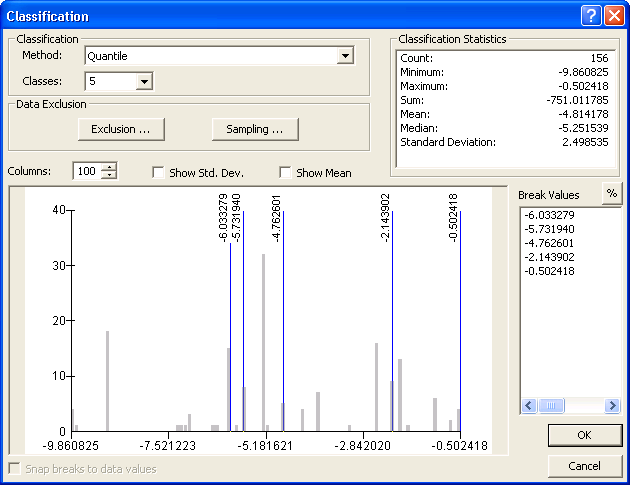 Classification
Classification
Method: Quantile
Classes: 5
Data Exclusion
Exclusion ...
Sampling ...
Classification Statistics
Count: 156
Minimum: -9.860825
Maximum: -0.502418
Sum: -751.011785
Mean: -4.814178
Median: -5.251539
Standard Deviation: 2.498535
Columns: 100
Show Std. Dev.
Show Mean
Break Values
%
-6.033279
-5.731940
-4.762601
-2.143902
-0.502418
-6.033279
-5.731940
-4.762601
-2.143902
-0.502418
40
30
20
10
0
-9.860825
-7.521223
-5.181621
-2.842020
-0.502418
Snap breaks to data values
OK
Cancel